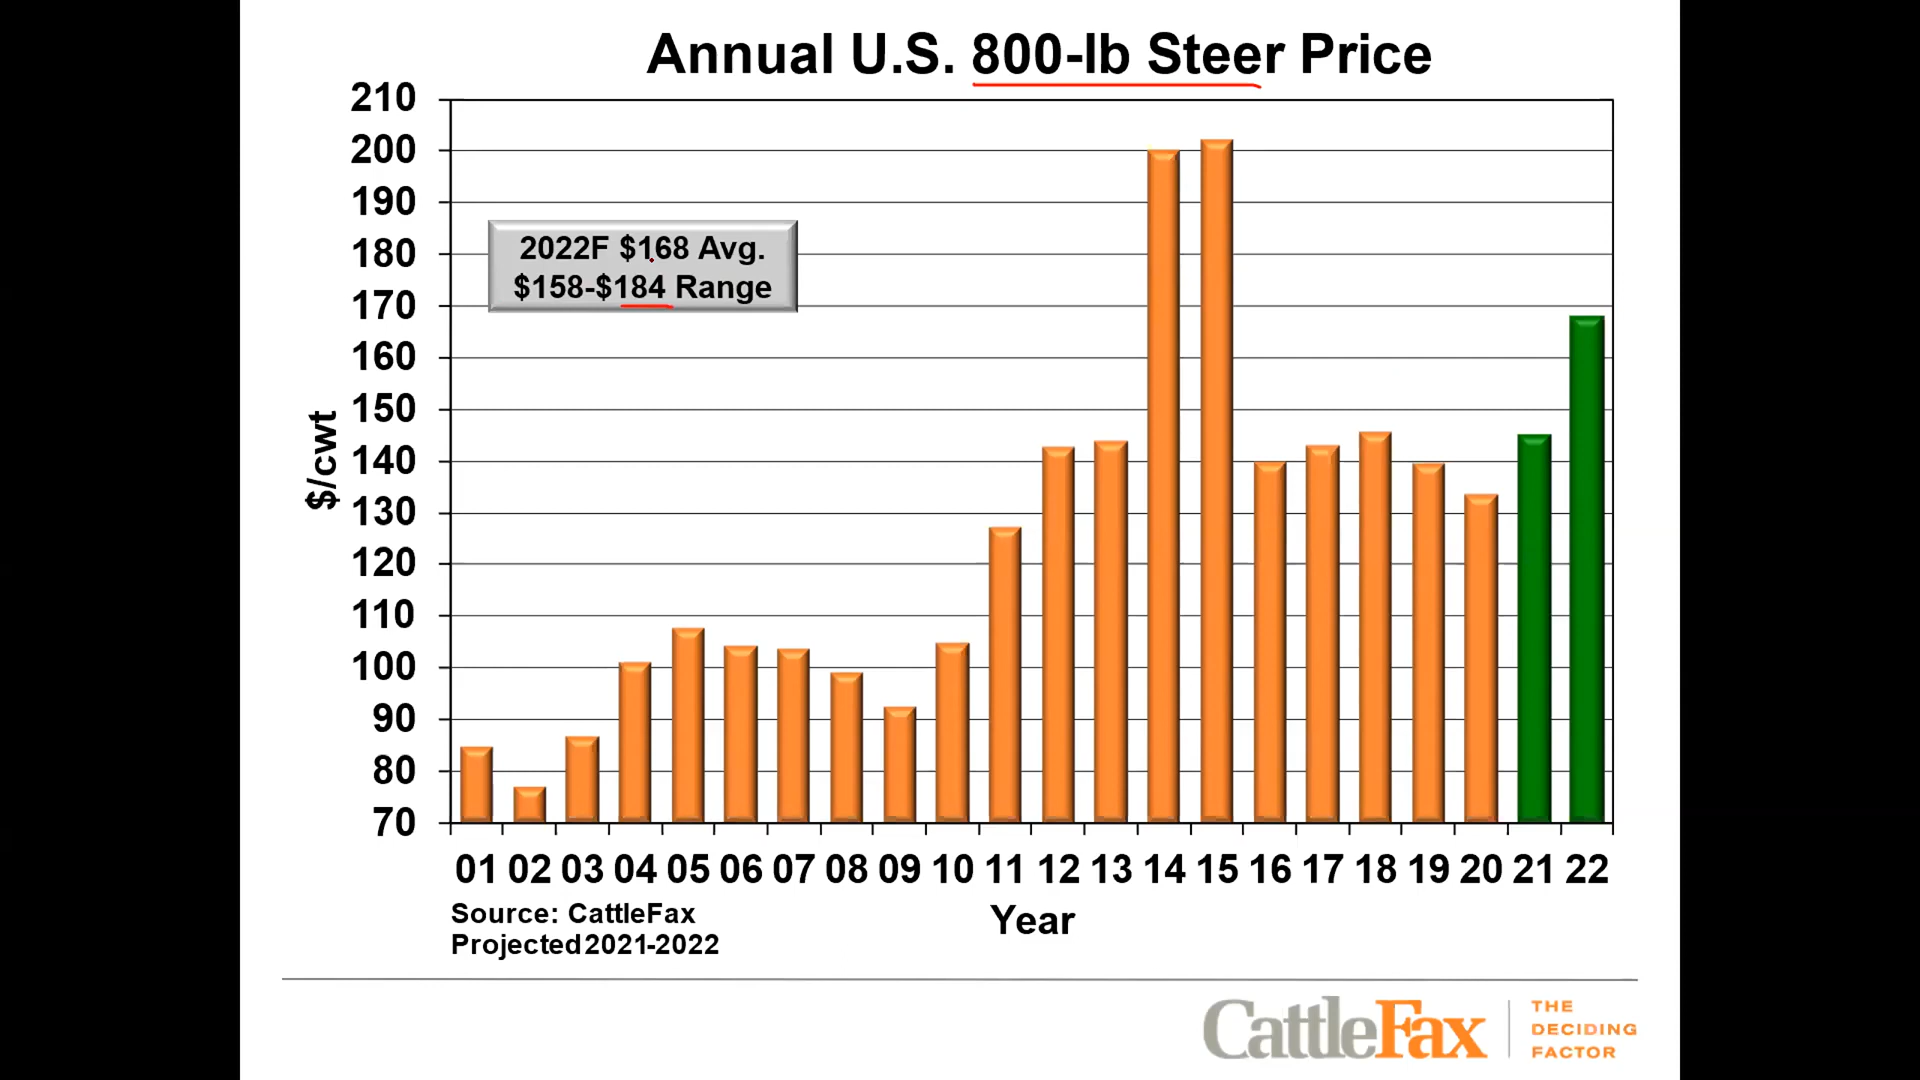 Annual U.S. 800-lb Steer Price
210
200
190
180
170
160
150
140
130
120
110
100
90
80
70
$/cwt
2022F $168 Avg.
$158-$184 Range
01 02 03 04 05 06 07 08 09 10 11 12 13 14 15 16 17 18 19 20 21 22
Year
Source: CattleFax
Projected 2021-2022
CattleFax
THE
DECIDING
FACTOR